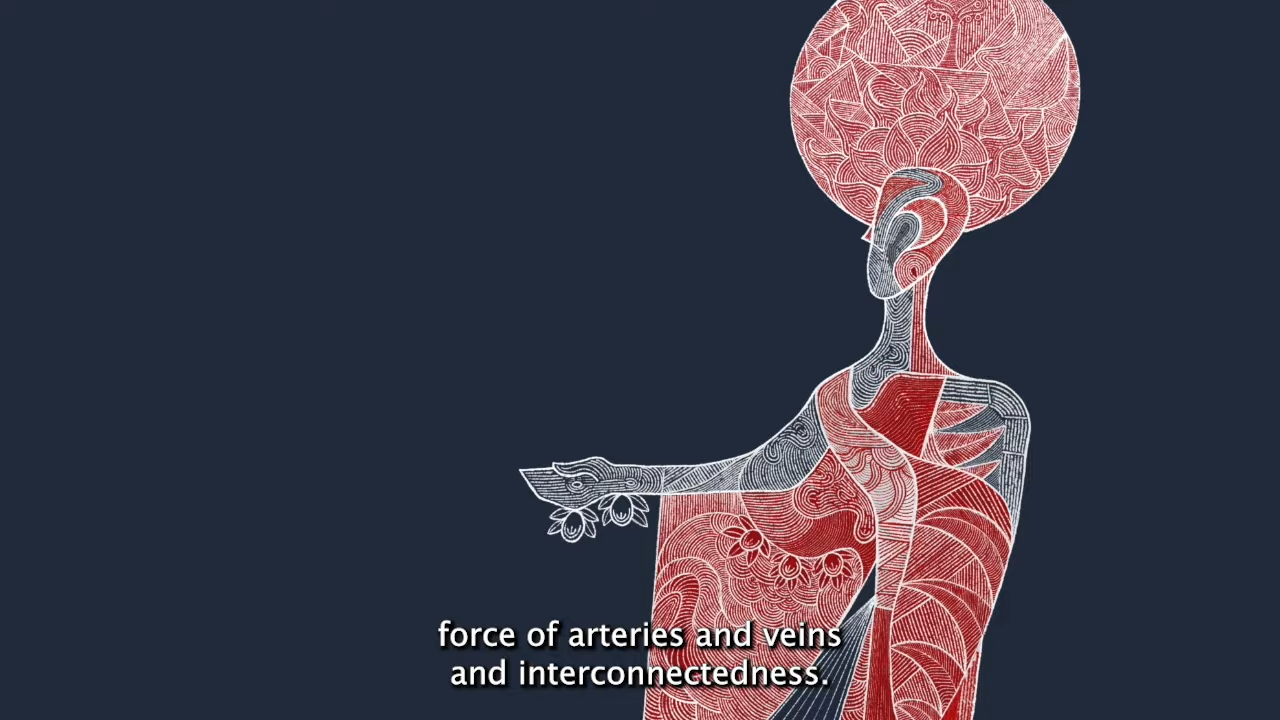 force of arteries and veins
and interconnectedness.